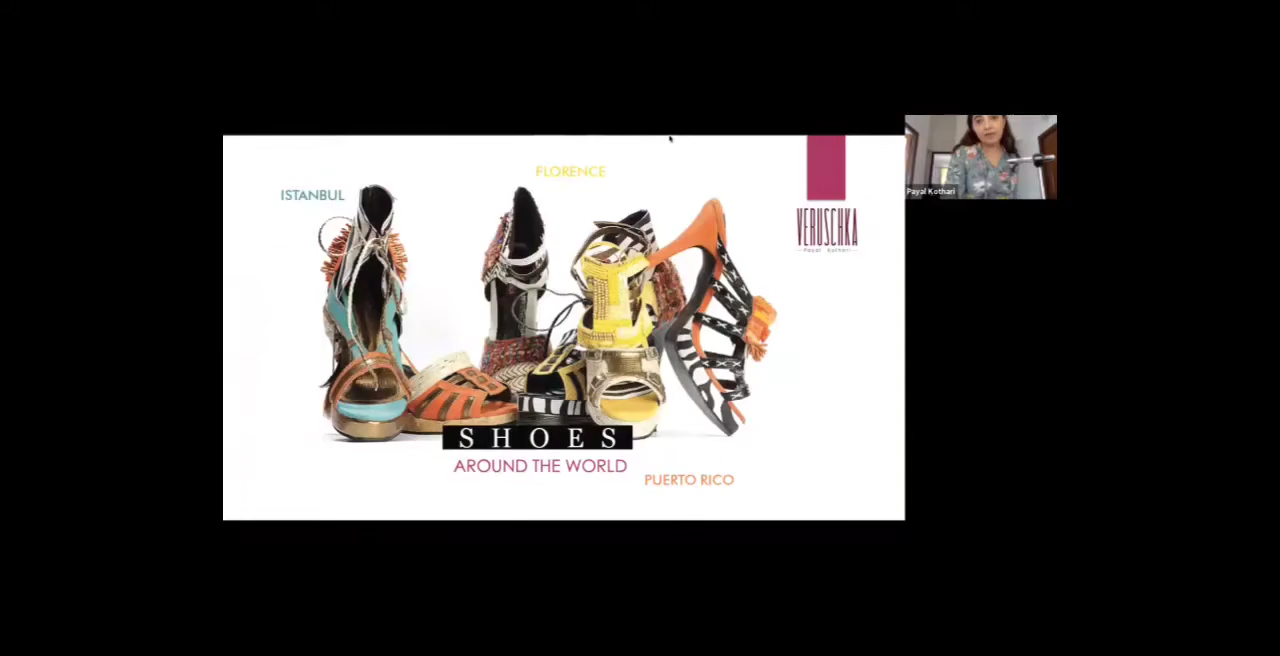 FLORENCE
ISTANBUL
VERUSCHKA
Payal Kothari
Payal Kothari
SHOES
AROUND THE WORLD
PUERTO RICO